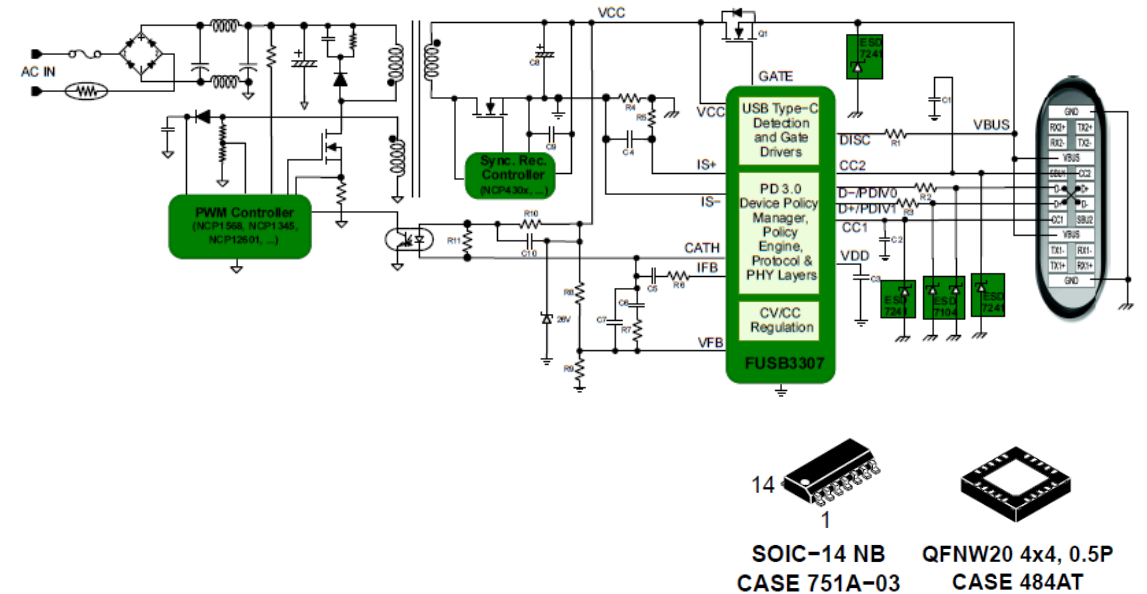 AC IN
VCC
Q1
ESD
7241
C8
GATE
C1
VCC
USB Type−C
Detection
and Gate
Drivers
R4
R5
C9
C4
DISC
R1
VBUS
GND
RX2+ TX2+
RX2- TX2-
VBUS
SBU1 CC2
D- D+
D+ D-
CC1 SBU2
VBUS
TX1- RX1-
TX1+ RX1+
GND
Sync. Rec.
Controller
(NCP430x, ...)
IS+
CC2
IS−
PD 3.0
Device Policy
Manager,
Policy
Engine,
Protocol &
PHY Layers
D−/PDIV0
R2
D+/PDIV1
R3
CC1
C2
PWM Controller
(NCP1568, NCP1345,
NCP12601, ...)
R10
R11
C10
CATH
IFB
VDD
C3
C5
R6
R8
C6
C7
R7
26V
ESD
7241
ESD
7104
ESD
7241
CV/CC
Regulation
VFB
R9
FUSB3307
14
1
SOIC−14 NB
CASE 751A−03
QFNW20 4x4, 0.5P
CASE 484AT